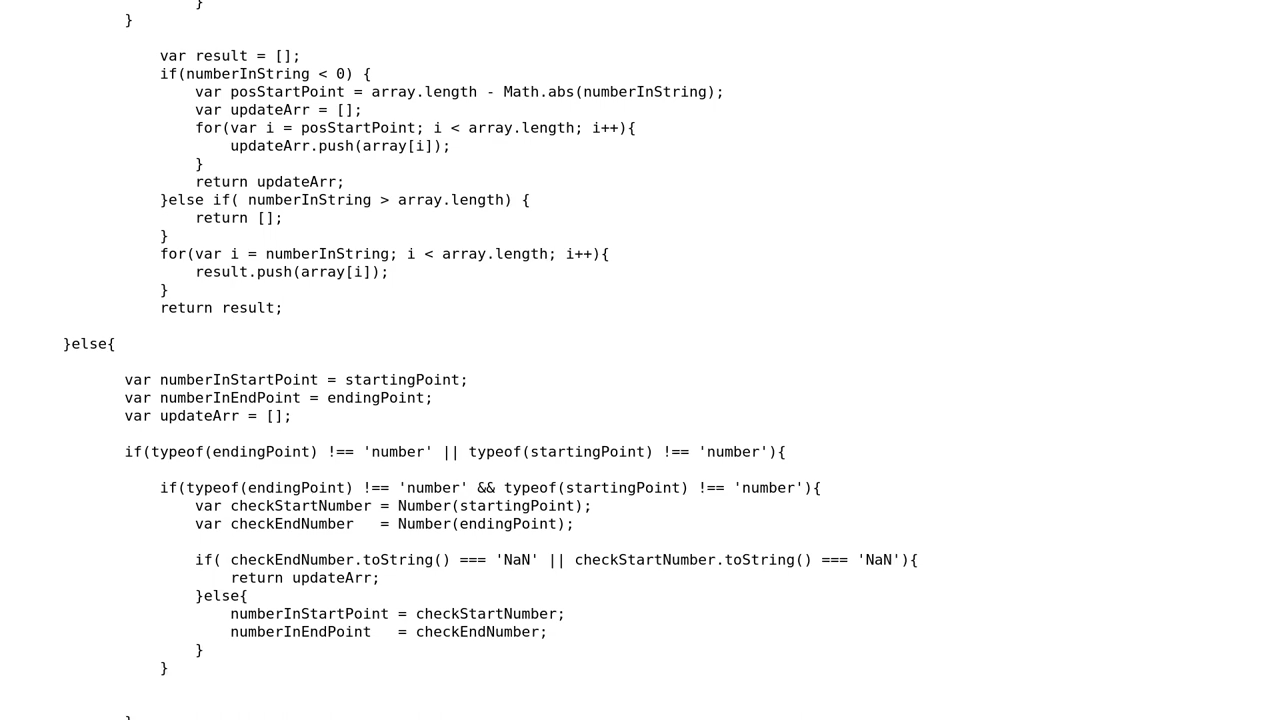 }
}
var result = [];
if(numberInString < 0) {
var posStartPoint = array.length - Math.abs(numberInString);
var updateArr = [];
for(var i = posStartPoint; i < array.length; i++){
updateArr.push(array[i]);
}
return updateArr;
}else if( numberInString > array.length) {
return [];
}
for(var i = numberInString; i < array.length; i++){
result.push(array[i]);
}
return result;
}else{
var numberInStartPoint = startingPoint;
var numberInEndPoint = endingPoint;
var updateArr = [];
if(typeof(endingPoint) !== 'number' || typeof(startingPoint) !== 'number'){
if(typeof(endingPoint) !== 'number' && typeof(startingPoint) !== 'number'){
var checkStartNumber = Number(startingPoint);
var checkEndNumber   = Number(endingPoint);
if( checkEndNumber.toString() === 'NaN' || checkStartNumber.toString() === 'NaN'){
return updateArr;
}else{
numberInStartPoint = checkStartNumber;
numberInEndPoint   = checkEndNumber;
}
}
}